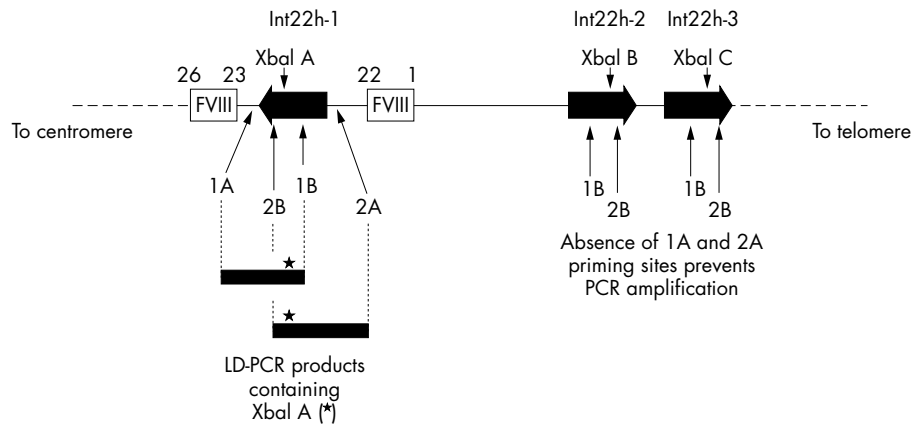 Int22h-1 Int22h-2 Int22h-3
XbaI A XbaI B XbaI C
26 23 22 1
FVIII FVIII
To centromere To telomere
1A 2B 1B 2A 1B 2B 1B 2B
Absence of 1A and 2A
priming sites prevents
PCR amplification
★
★
LD-PCR products
containing
XbaI A (★)